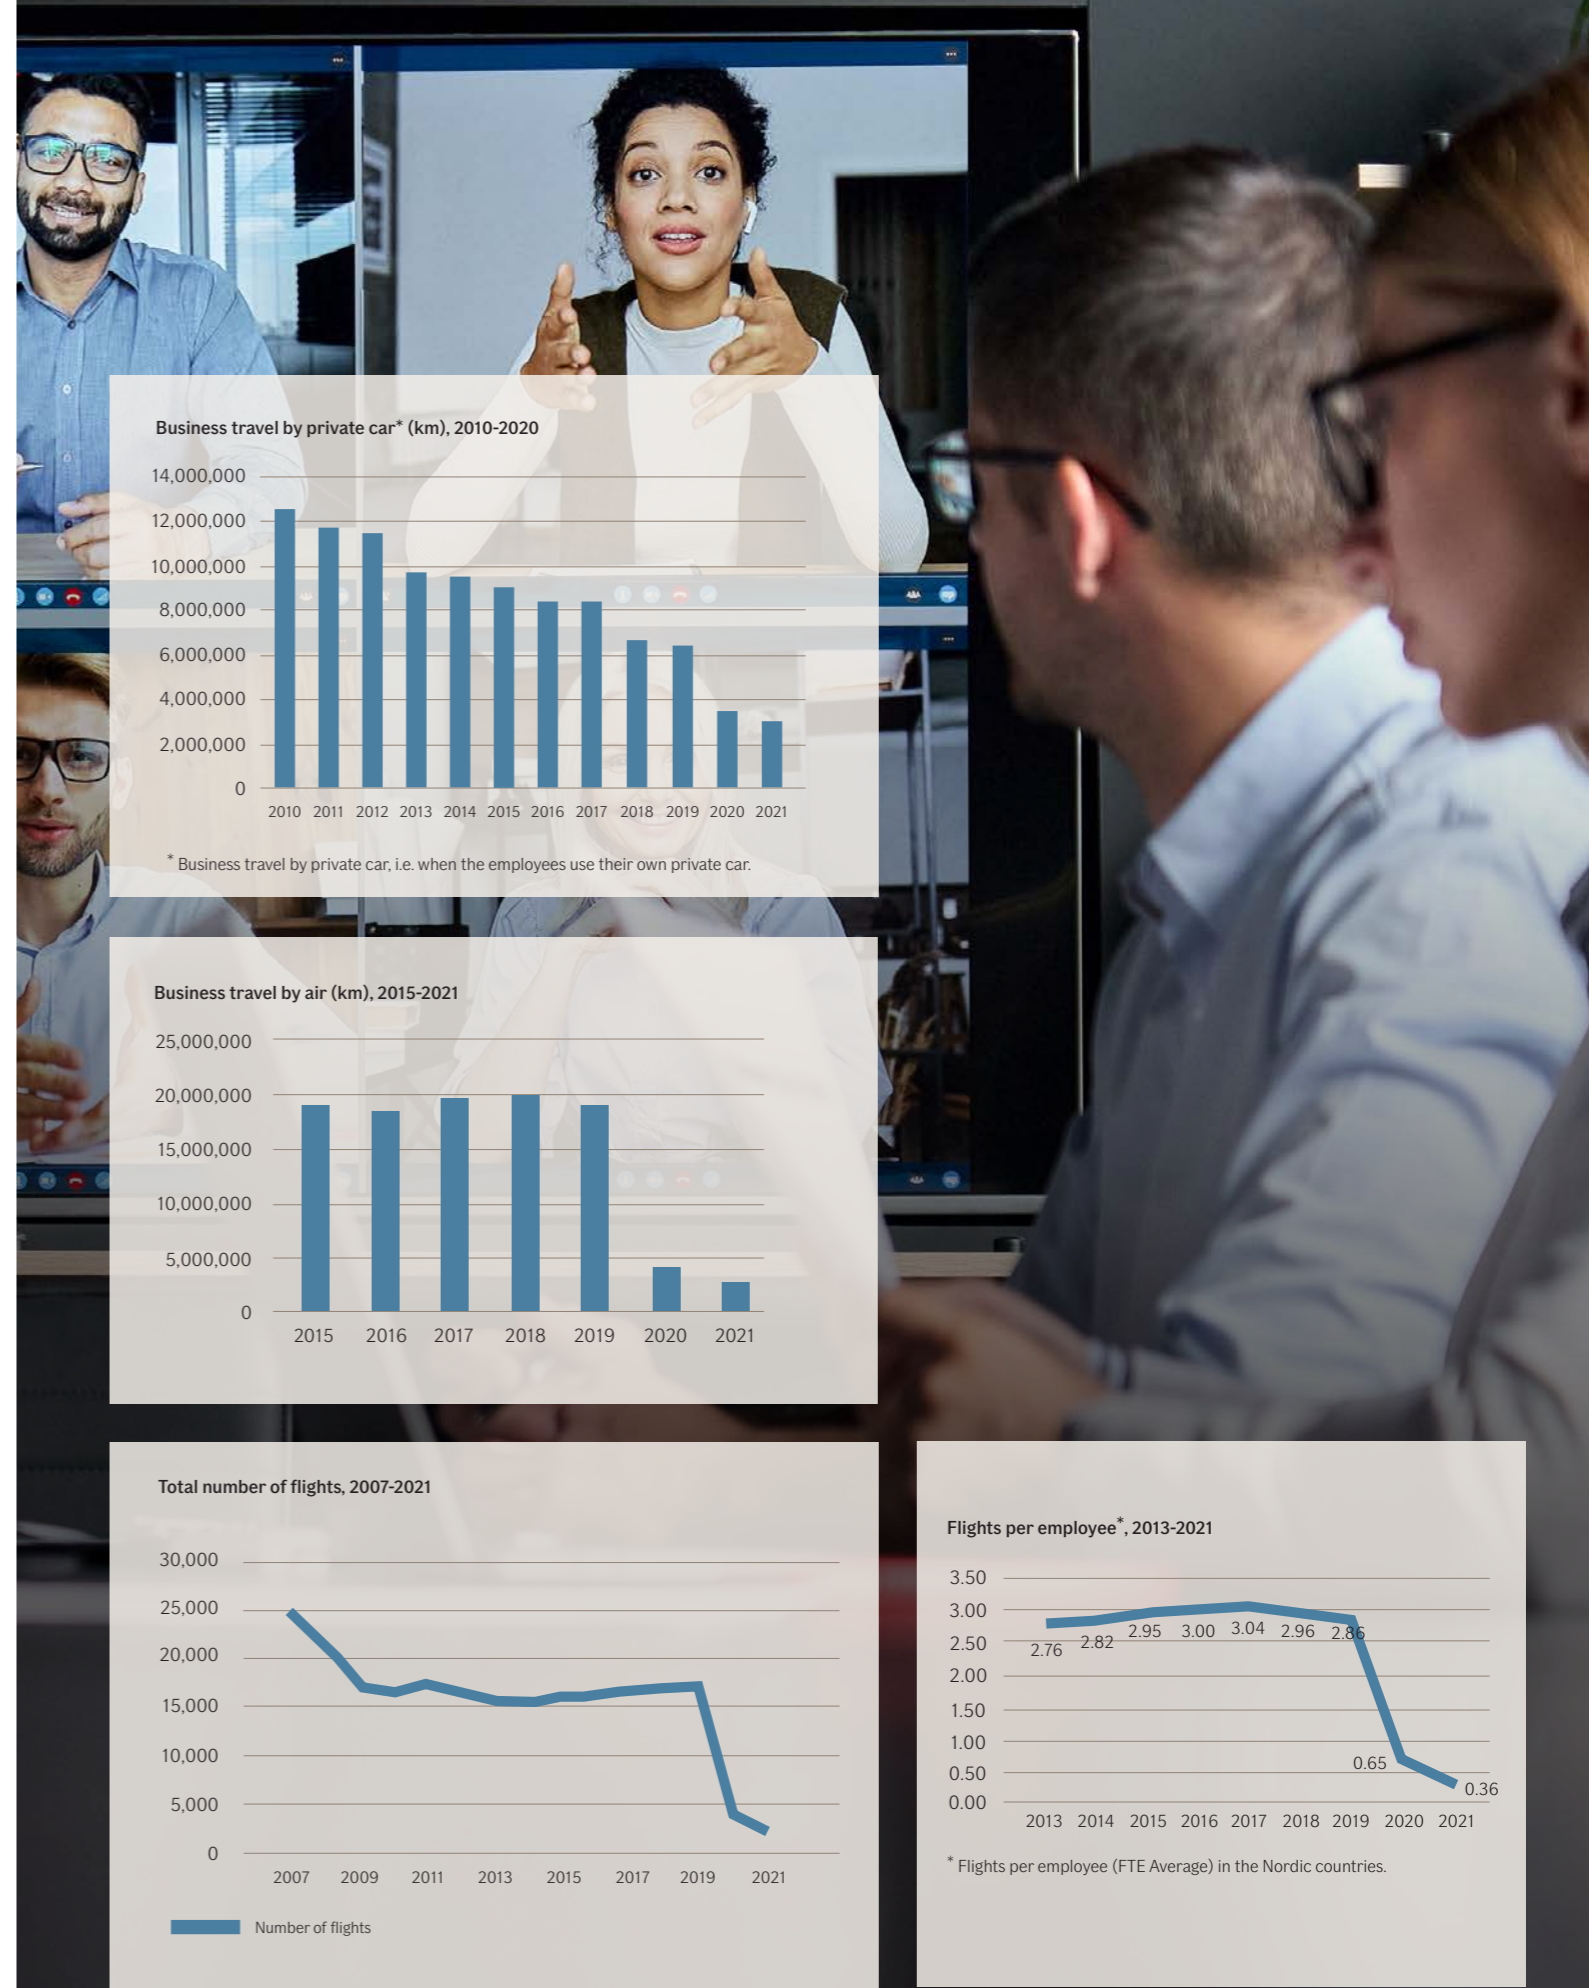 Business travel by private car* (km), 2010-2020
14,000,000
12,000,000
10,000,000
8,000,000
6,000,000
4,000,000
2,000,000
0
2010 2011 2012 2013 2014 2015 2016 2017 2018 2019 2020 2021
* Business travel by private car, i.e. when the employees use their own private car.
Business travel by air (km), 2015-2021
25,000,000
20,000,000
15,000,000
10,000,000
5,000,000
0
2015 2016 2017 2018 2019 2020 2021
Total number of flights, 2007-2021
30,000
25,000
20,000
15,000
10,000
5,000
0
2007 2009 2011 2013 2015 2017 2019 2021
Number of flights
Flights per employee*, 2013-2021
3.50
3.00
2.50
2.00
1.50
1.00
0.50
0.00
2.76 2.82 2.95 3.00 3.04 2.96 2.86
0.65
0.36
2013 2014 2015 2016 2017 2018 2019 2020 2021
* Flights per employee (FTE Average) in the Nordic countries.